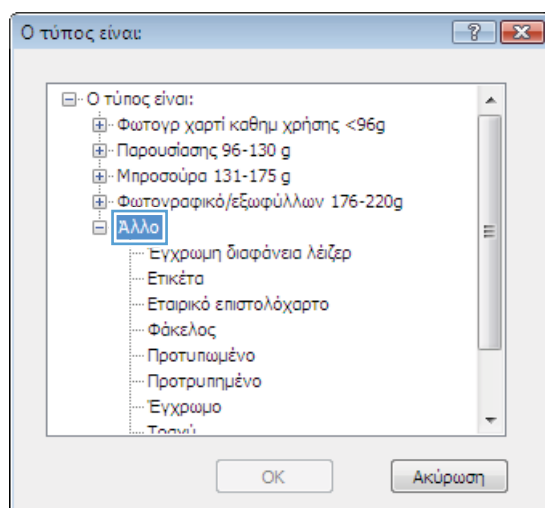 Ο τύπος είναι:
Ο τύπος είναι:
Φωτογρ χαρτί καθημ χρήσης <96g
Παρουσίασης 96-130 g
Μπροσούρα 131-175 g
Φωτογραφικό/εξωφύλλων 176-220g
Άλλο
Έγχρωμη διαφάνεια λέιζερ
Ετικέτα
Εταιρικό επιστολόχαρτο
Φάκελος
Προτυπωμένο
Προτρυπημένο
Έγχρωμο
Τραχύ
OK
Ακύρωση